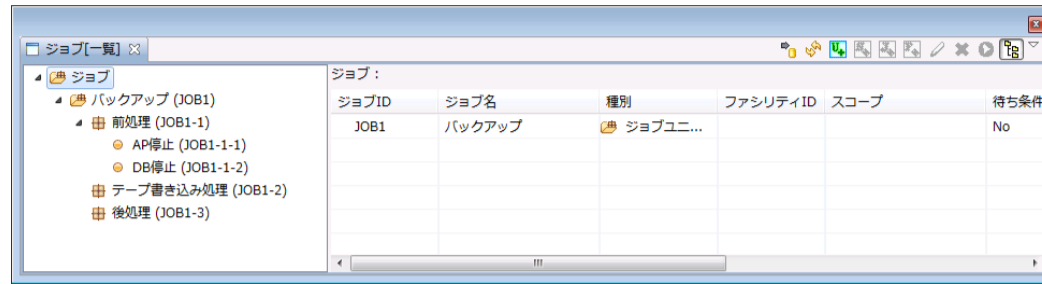 ジョブ[一覧]
ジョブ
バックアップ (JOB1)
前処理 (JOB1-1)
AP停止 (JOB1-1-1)
DB停止 (JOB1-1-2)
テープ書き込み処理 (JOB1-2)
後処理 (JOB1-3)
ジョブ :
ジョブID ジョブ名 種別 ファシリティID スコープ 待ち条件
JOB1 バックアップ ジョブユニ... No